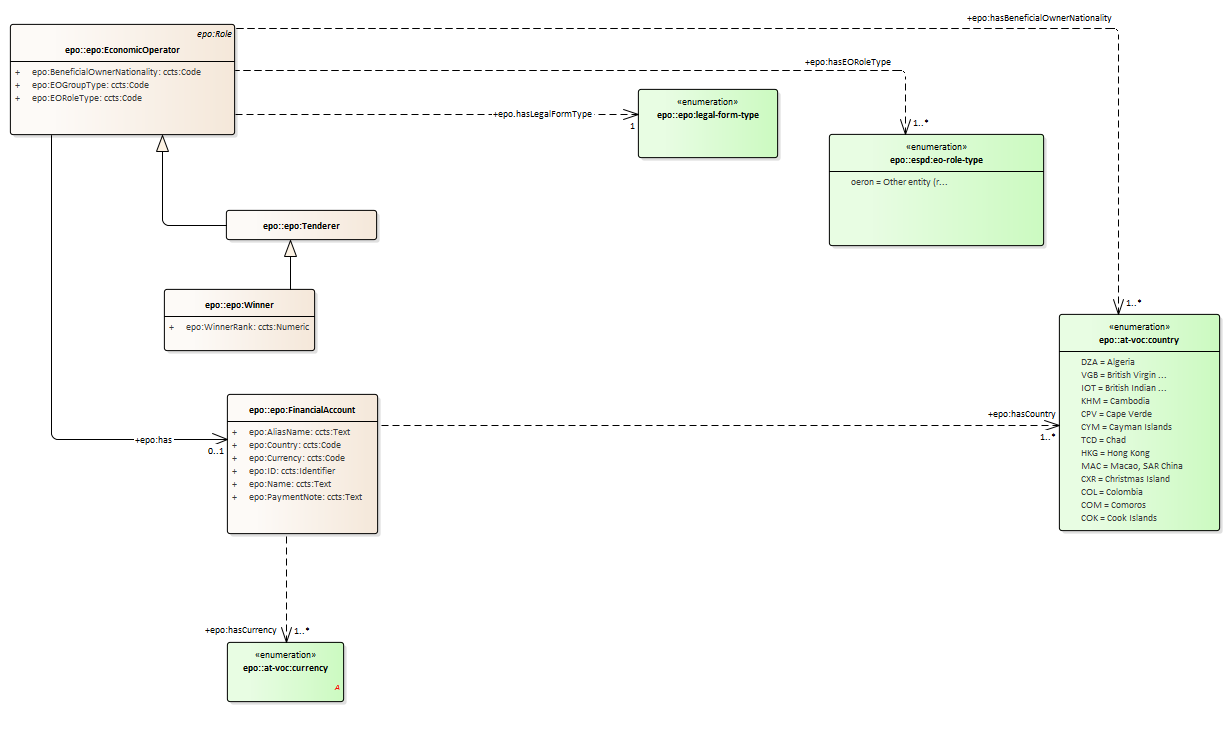 +epo:hasBeneficialOwnerNationality
epo:Role
epo::epo:EconomicOperator
+ epo:BeneficialOwnerNationality: ccts:Code
+ epo:EOGroupType: ccts:Code
+ epo:EORoleType: ccts:Code
+epo:hasEORoleType
1..*
+epo.hasLegalFormType
1
«enumeration»
epo::epo:legal-form-type
«enumeration»
epo::espd:eo-role-type
oeron = Other entity (r...
epo::epo:Tenderer
epo::epo:Winner
+ epo:WinnerRank: ccts:Numeric
1..*
«enumeration»
epo::at-voc:country
DZA = Algeria
VGB = British Virgin ...
IOT = British Indian ...
KHM = Cambodia
CPV = Cape Verde
CYM = Cayman Islands
TCD = Chad
HKG = Hong Kong
MAC = Macao, SAR China
CXR = Christmas Island
COL = Colombia
COM = Comoros
COK = Cook Islands
+epo:has
0..1
epo::epo:FinancialAccount
+ epo:AliasName: ccts:Text
+ epo:Country: ccts:Code
+ epo:Currency: ccts:Code
+ epo:ID: ccts:Identifier
+ epo:Name: ccts:Text
+ epo:PaymentNote: ccts:Text
+epo:hasCountry
1..*
+epo:hasCurrency
1..*
«enumeration»
epo::at-voc:currency
A